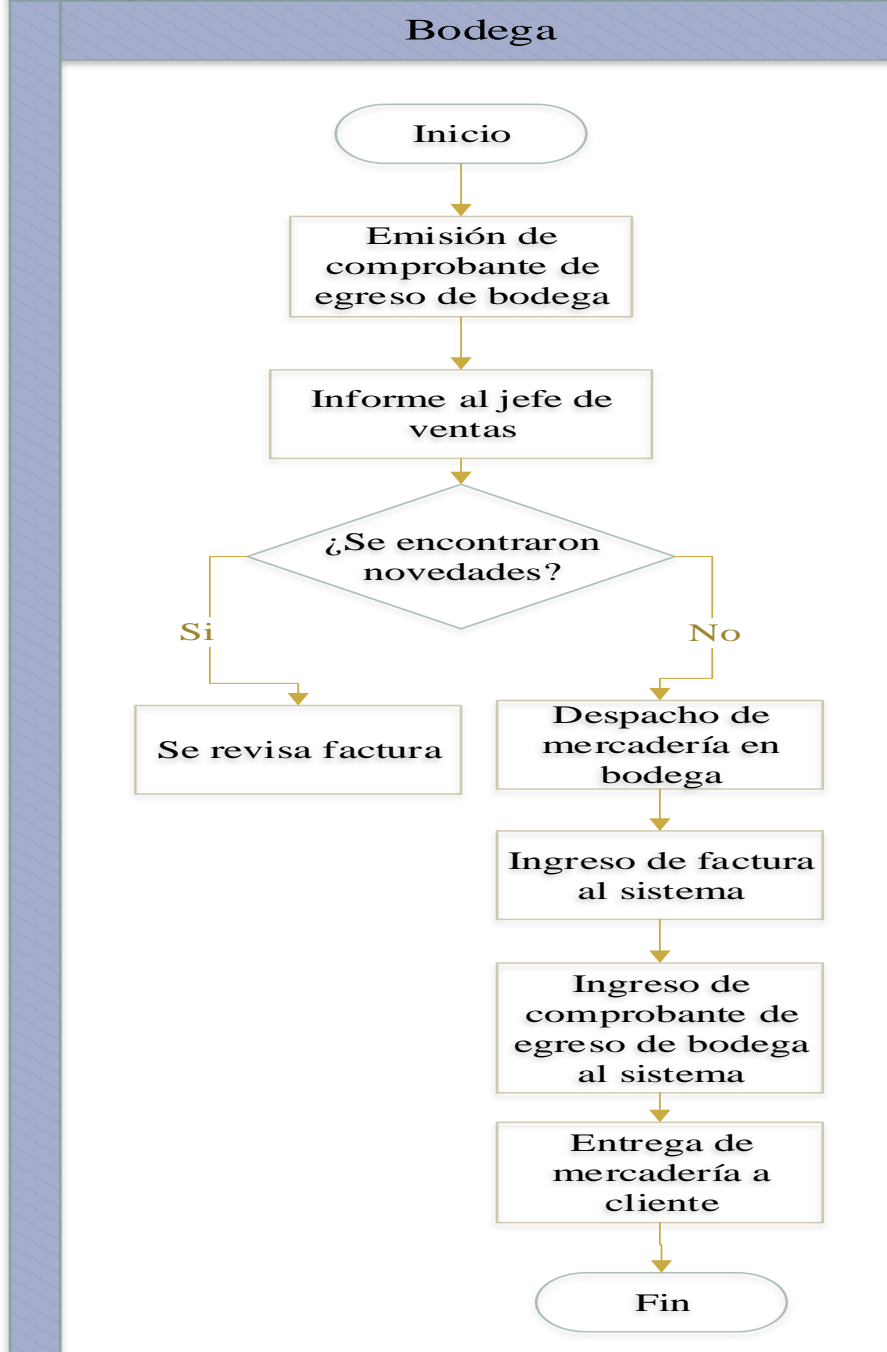 Bodega
Inicio
Emisión de
comprobante de
egreso de bodega
Informe al jefe de
ventas
¿Se encontraron
novedades?
Si
No
Se revisa factura
Despacho de
mercadería en
bodega
Ingreso de factura
al sistema
Ingreso de
comprobante de
egreso de bodega
al sistema
Entrega de
mercadería a
cliente
Fin